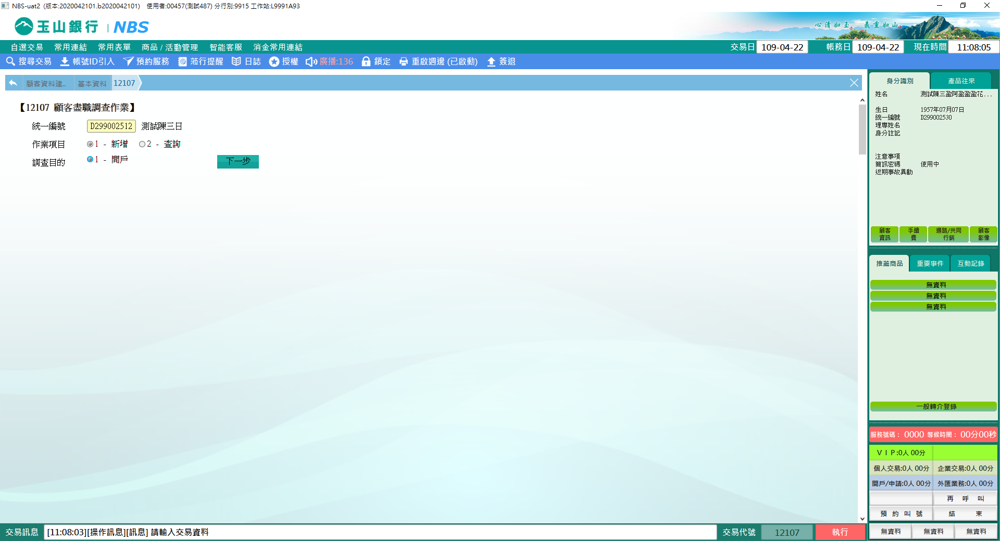 NBS-uat2 (版本:2020042101.b2020042101) 使用者:00457(測試487) 分行別:9915 工作站:L9991A93
玉山銀行 | NBS
心清如玉。 義重如山。
自選交易 常用連結 常用表單 商品 / 活動管理 智能客服 消金常用連結 交易日 109-04-22 帳務日 109-04-22 現在時間 11:08:05
搜尋交易 帳號ID引入 預約服務 蒞行提醒 日誌 授權 廣播:136 鎖定 重啟週邊 (已啟動) 簽退
顧客資料建.. 基本資料 12107
【12107 顧客盡職調查作業】
統一編號 D299002512 測試陳三日
作業項目 1 - 新增 2 - 查詢
調查目的 1 - 開戶 下一步
身分識別 產品往來
姓名 測試陳三盈阿盈盈盈花...
生日 1957年07月07日
統一編號 D299002530
理專姓名
身分註記
注意事項
簡訊密碼 使用中
近期事故異動
顧客資訊 手續費 通路/共同行銷 顧客影像
推薦商品 重要事件 互動記錄
無資料
無資料
無資料
一般轉介登錄
服務號碼： 0000 等候時間： 00分00秒
ＶＩＰ:0人 00分
個人交易:0人 00分 企業交易:0人 00分
開戶/申請:0人 00分 外匯業務:0人 00分
再 呼 叫
預 約 叫 號 結 束
無資料 無資料 無資料
交易訊息 [11:08:03][操作訊息][訊息] 請輸入交易資料 交易代號 12107 執行